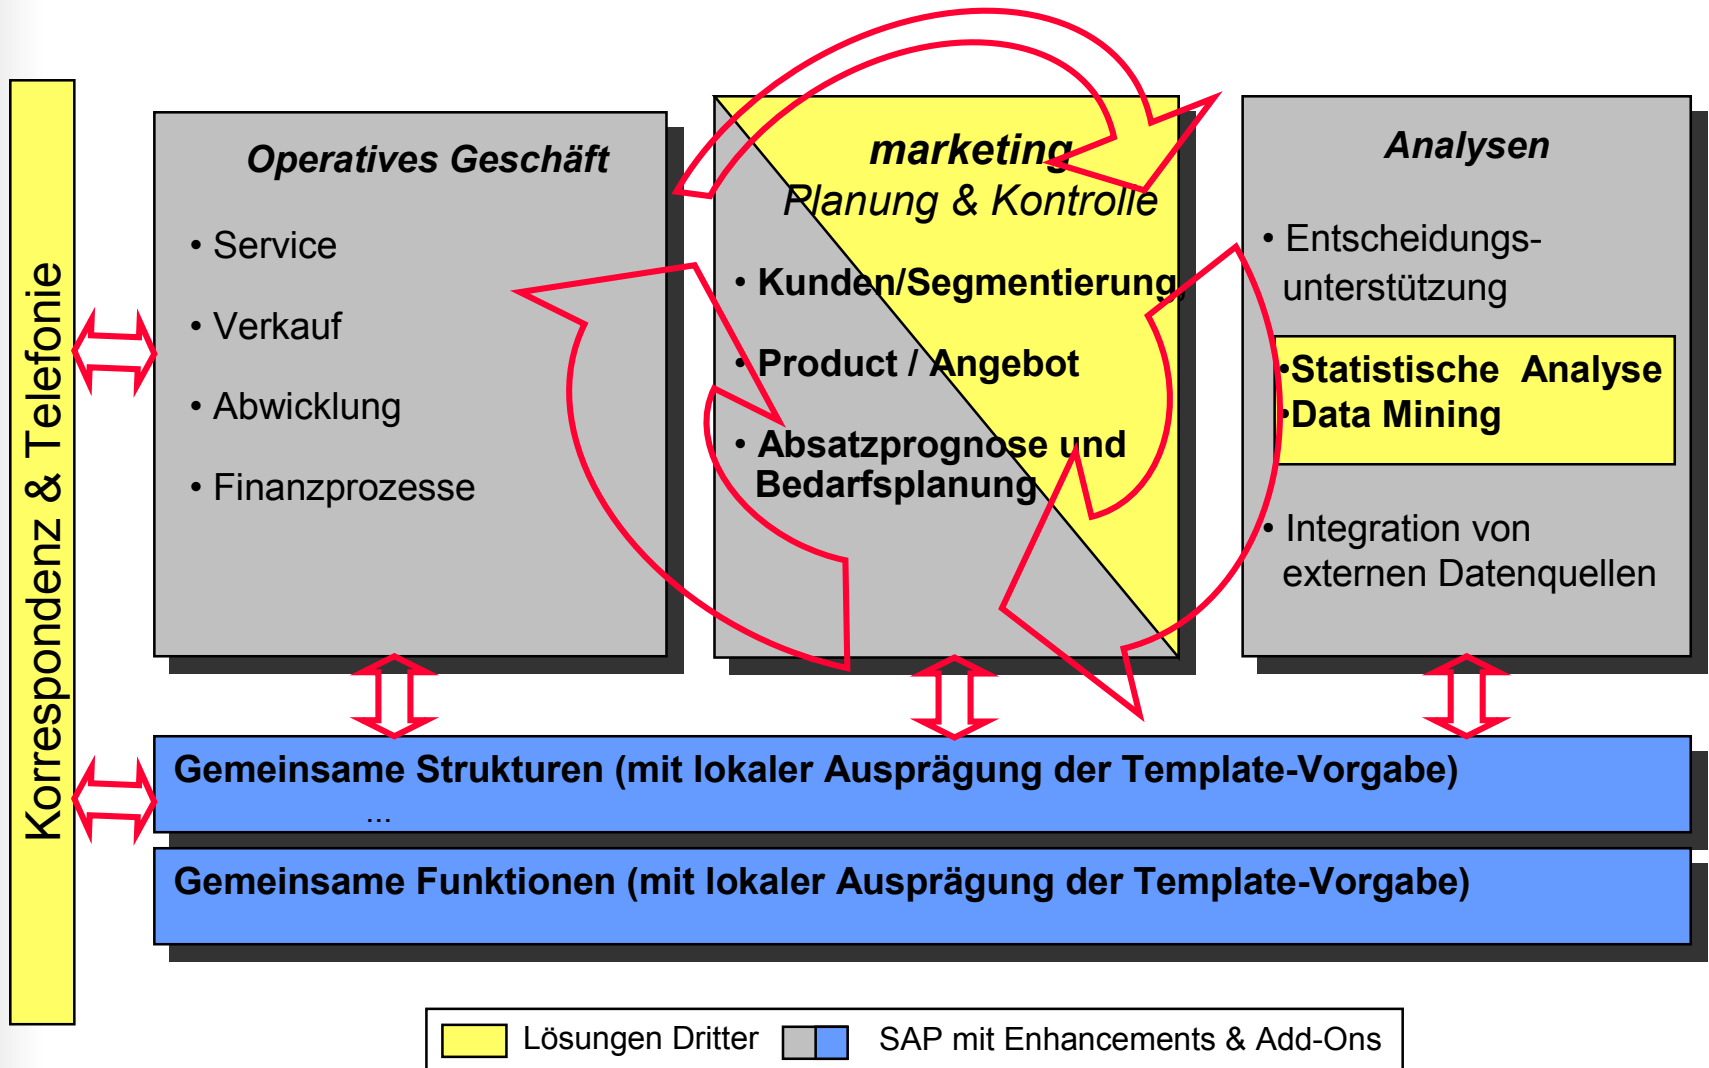 Korrespondenz & Telefonie
Operatives Geschäft
• Service
• Verkauf
• Abwicklung
• Finanzprozesse
marketing
Planung & Kontrolle
• Kunden/Segmentierung,
• Product / Angebot
• Absatzprognose und
Bedarfsplanung
Analysen
• Entscheidungs-
unterstützung
•Statistische Analyse
•Data Mining
• Integration von
externen Datenquellen
Gemeinsame Strukturen (mit lokaler Ausprägung der Template-Vorgabe)
...
Gemeinsame Funktionen (mit lokaler Ausprägung der Template-Vorgabe)
Lösungen Dritter
SAP mit Enhancements & Add-Ons